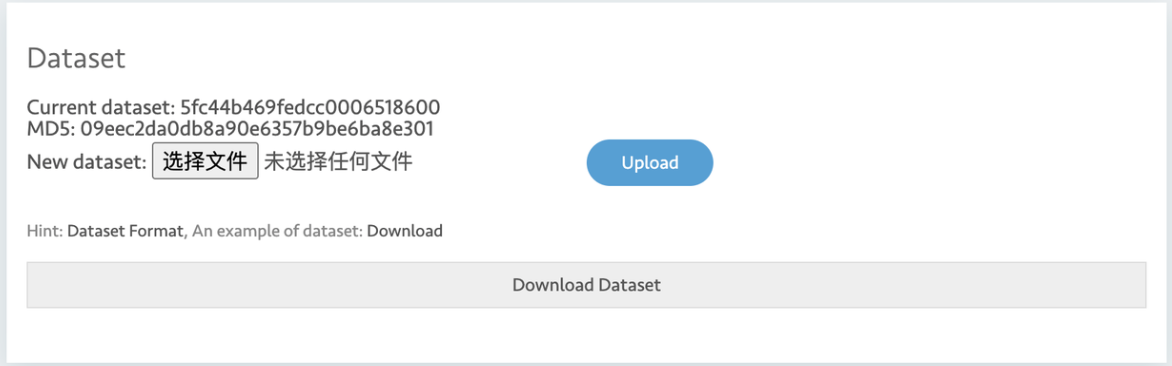 Dataset
Current dataset: 5fc44b469fedcc0006518600
MD5: 09eec2da0db8a90e6357b9be6ba8e301
New dataset: 选择文件 未选择任何文件 Upload
Hint: Dataset Format, An example of dataset: Download
Download Dataset